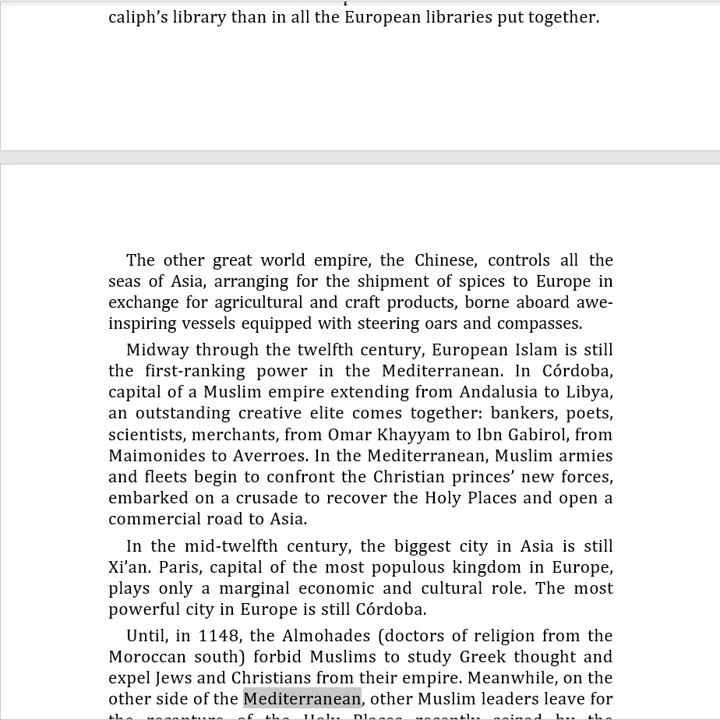 caliph’s library than in all the European libraries put together.
The other great world empire, the Chinese, controls all the
seas of Asia, arranging for the shipment of spices to Europe in
exchange for agricultural and craft products, borne aboard awe-
inspiring vessels equipped with steering oars and compasses.
Midway through the twelfth century, European Islam is still
the first-ranking power in the Mediterranean. In Córdoba,
capital of a Muslim empire extending from Andalusia to Libya,
an outstanding creative elite comes together: bankers, poets,
scientists, merchants, from Omar Khayyam to Ibn Gabirol, from
Maimonides to Averroes. In the Mediterranean, Muslim armies
and fleets begin to confront the Christian princes’ new forces,
embarked on a crusade to recover the Holy Places and open a
commercial road to Asia.
In the mid-twelfth century, the biggest city in Asia is still
Xi’an. Paris, capital of the most populous kingdom in Europe,
plays only a marginal economic and cultural role. The most
powerful city in Europe is still Córdoba.
Until, in 1148, the Almohades (doctors of religion from the
Moroccan south) forbid Muslims to study Greek thought and
expel Jews and Christians from their empire. Meanwhile, on the
other side of the Mediterranean, other Muslim leaders leave for
the recapture of the Holy Places recently seized by the